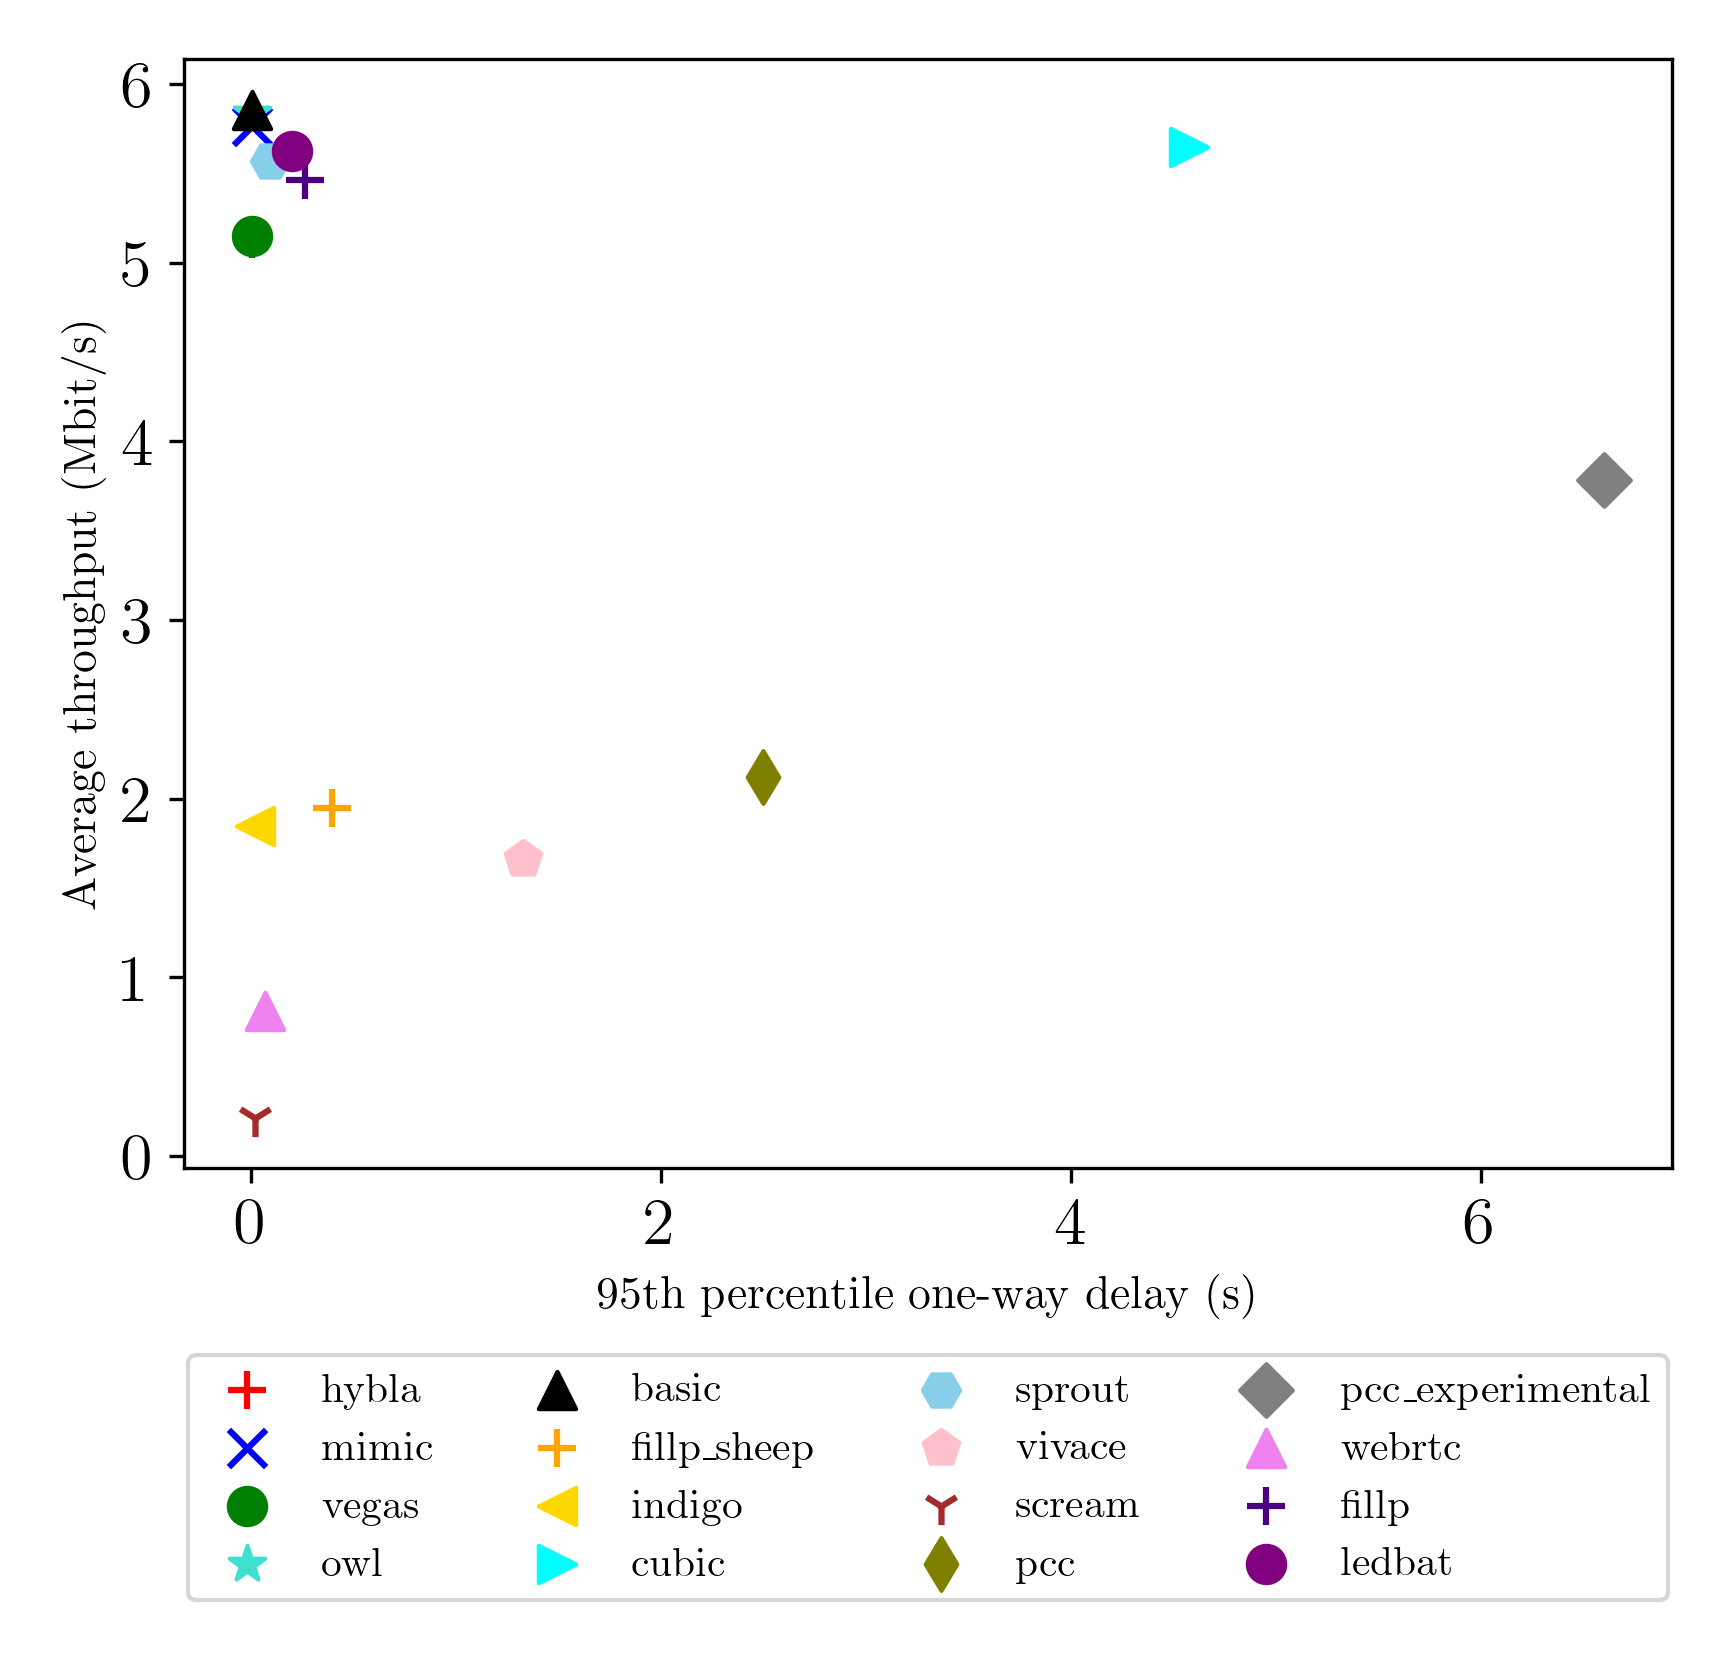 6
5
4
3
2
1
0
Average throughput (Mbit/s)
0 2 4 6
95th percentile one-way delay (s)
hybla basic sprout pcc_experimental
mimic fillp_sheep vivace webrtc
vegas indigo scream fillp
owl cubic pcc ledbat